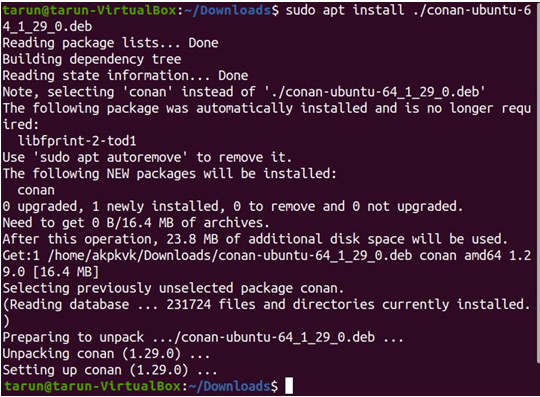 tarun@tarun-VirtualBox:~/Downloads$ sudo apt install ./conan-ubuntu-6
4_1_29_0.deb
Reading package lists... Done
Building dependency tree
Reading state information... Done
Note, selecting 'conan' instead of './conan-ubuntu-64_1_29_0.deb'
The following package was automatically installed and is no longer requ
ired:
  libfprint-2-tod1
Use 'sudo apt autoremove' to remove it.
The following NEW packages will be installed:
  conan
0 upgraded, 1 newly installed, 0 to remove and 0 not upgraded.
Need to get 0 B/16.4 MB of archives.
After this operation, 23.8 MB of additional disk space will be used.
Get:1 /home/akpkvk/Downloads/conan-ubuntu-64_1_29_0.deb conan amd64 1.2
9.0 [16.4 MB]
Selecting previously unselected package conan.
(Reading database ... 231724 files and directories currently installed.
)
Preparing to unpack .../conan-ubuntu-64_1_29_0.deb ...
Unpacking conan (1.29.0) ...
Setting up conan (1.29.0) ...
tarun@tarun-VirtualBox:~/Downloads$